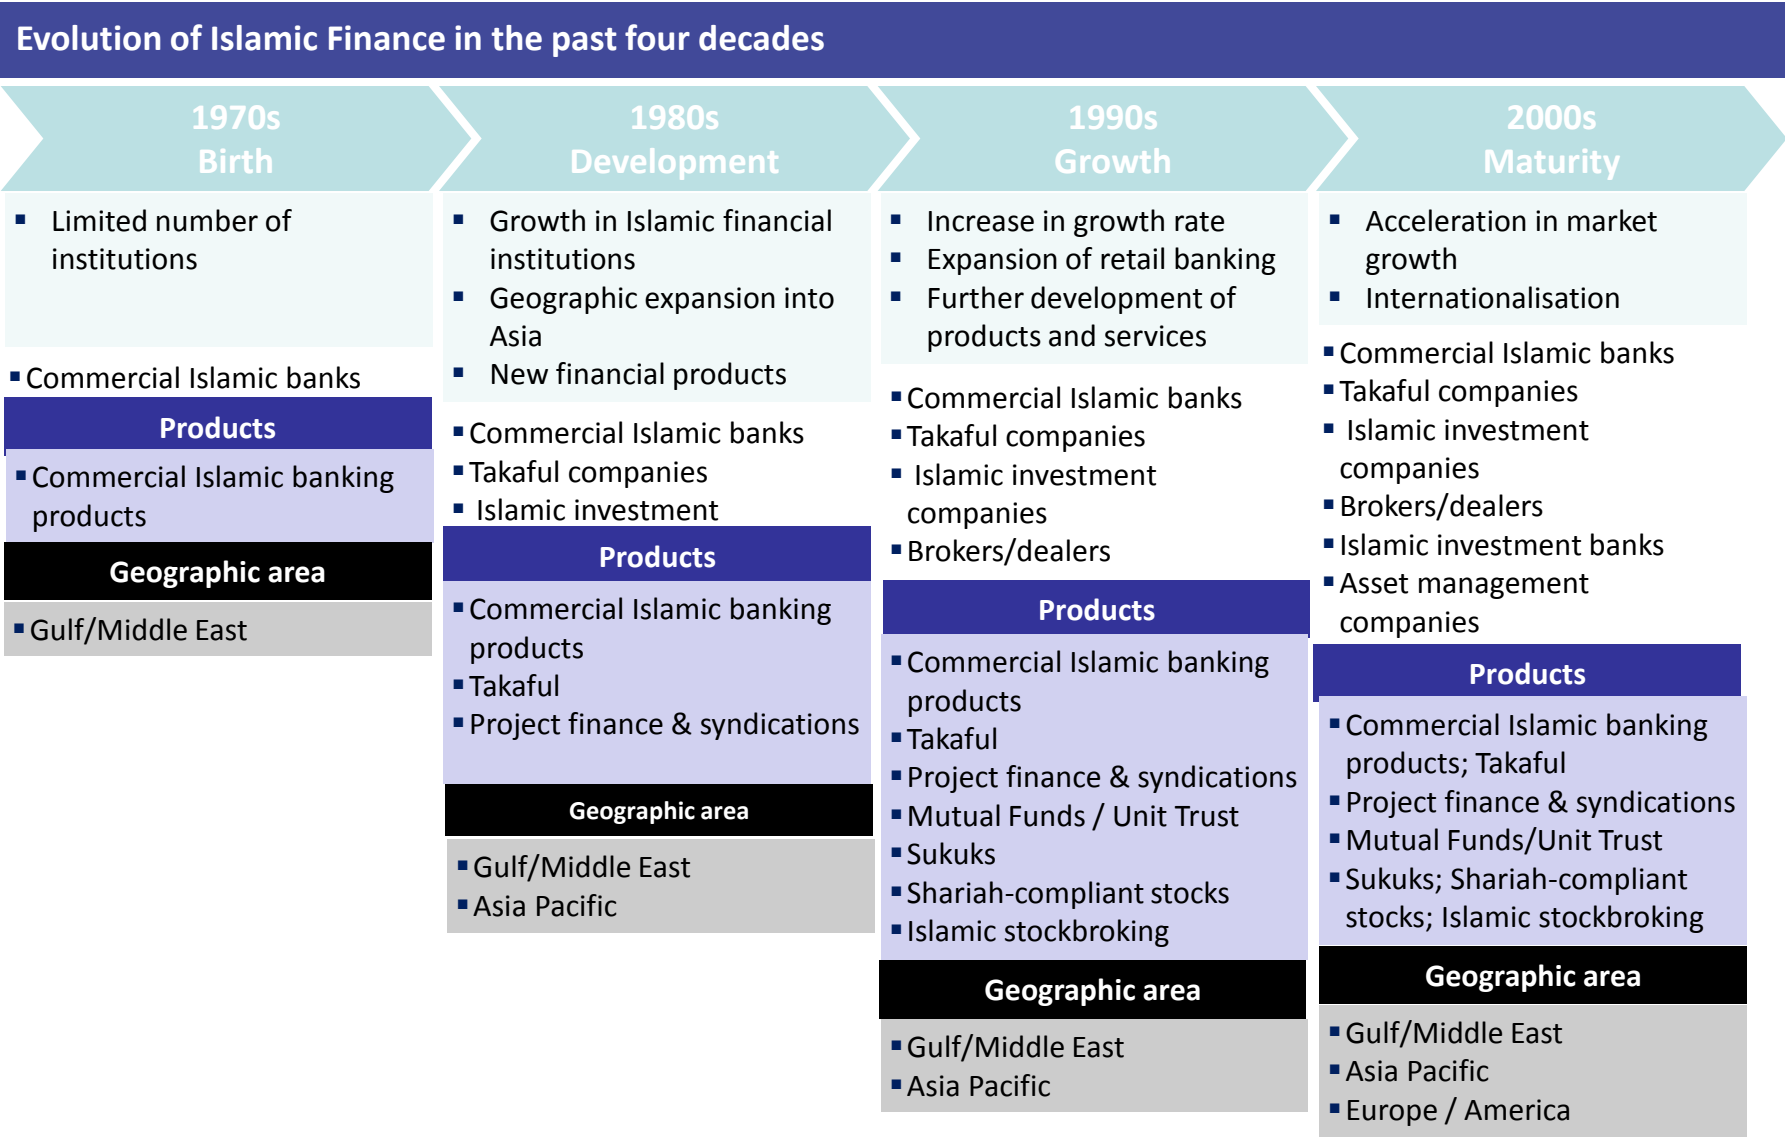 Evolution of Islamic Finance in the past four decades
1970s
Birth
▪ Limited number of
institutions
▪ Commercial Islamic banks
Products
▪ Commercial Islamic banking
products
Geographic area
▪ Gulf/Middle East
1980s
Development
▪ Growth in Islamic financial
institutions
▪ Geographic expansion into
Asia
▪ New financial products
▪ Commercial Islamic banks
▪ Takaful companies
▪ Islamic investment
Products
▪ Commercial Islamic banking
products
▪ Takaful
▪ Project finance & syndications
Geographic area
▪ Gulf/Middle East
▪ Asia Pacific
1990s
Growth
▪ Increase in growth rate
▪ Expansion of retail banking
▪ Further development of
products and services
▪ Commercial Islamic banks
▪ Takaful companies
▪ Islamic investment
companies
▪ Brokers/dealers
Products
▪ Commercial Islamic banking
products
▪ Takaful
▪ Project finance & syndications
▪ Mutual Funds / Unit Trust
▪ Sukuks
▪ Shariah-compliant stocks
▪ Islamic stockbroking
Geographic area
▪ Gulf/Middle East
▪ Asia Pacific
2000s
Maturity
▪ Acceleration in market
growth
▪ Internationalisation
▪ Commercial Islamic banks
▪ Takaful companies
▪ Islamic investment
companies
▪ Brokers/dealers
▪ Islamic investment banks
▪ Asset management
companies
Products
▪ Commercial Islamic banking
products; Takaful
▪ Project finance & syndications
▪ Mutual Funds/Unit Trust
▪ Sukuks; Shariah-compliant
stocks; Islamic stockbroking
Geographic area
▪ Gulf/Middle East
▪ Asia Pacific
▪ Europe / America